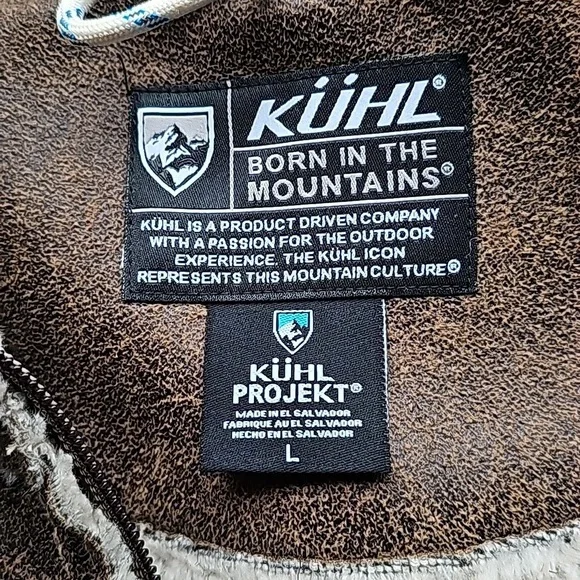 KÜHL®
BORN IN THE
MOUNTAINS®
KÜHL IS A PRODUCT DRIVEN COMPANY
WITH A PASSION FOR THE OUTDOOR
EXPERIENCE. THE KÜHL ICON
REPRESENTS THIS MOUNTAIN CULTURE®
KÜHL
PROJEKT®
MADE IN EL SALVADOR
FABRIQUE AU EL SALVADOR
HECHO EN EL SALVADOR
L